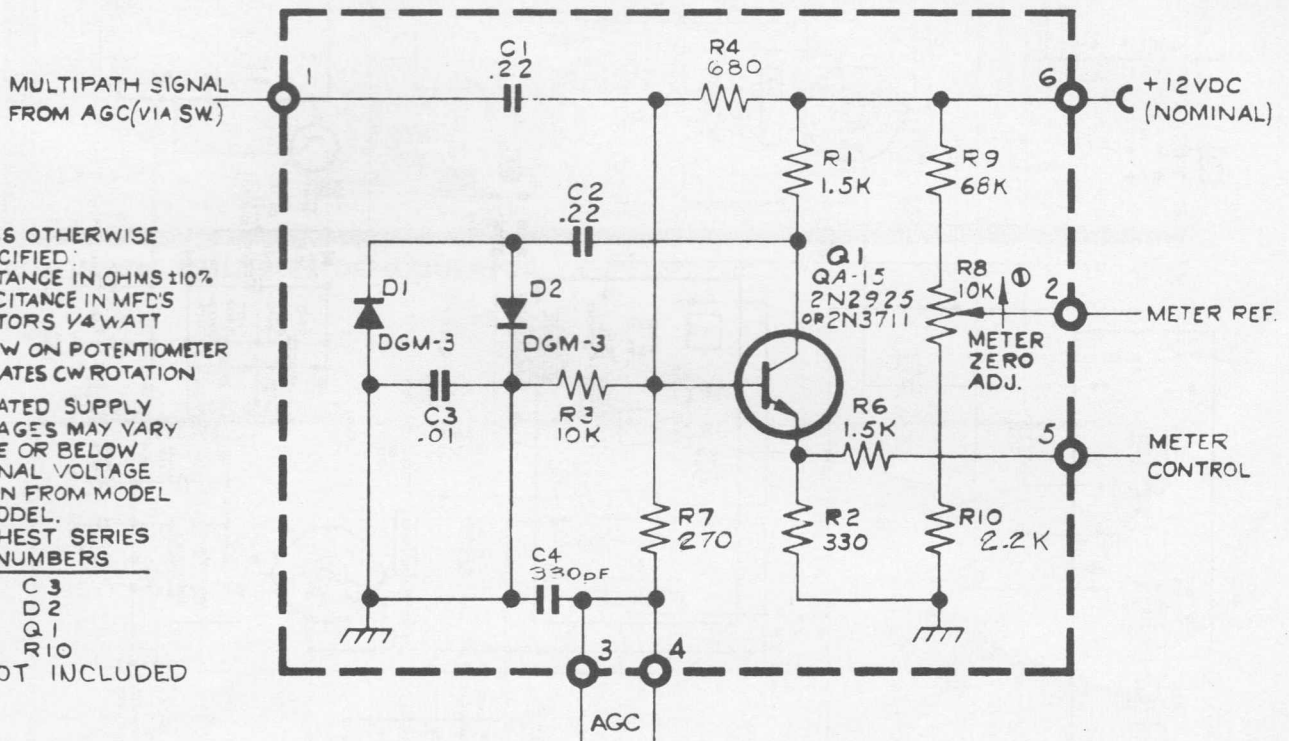 MULTIPATH SIGNAL
FROM AGC (VIA SW.)
1
C1
.22
R4
680
6
+12VDC
(NOMINAL)
R1
1.5K
R9
68K
S OTHERWISE
CIFIED.
TANCE IN OHMS ±10%
CITANCE IN MFD'S
TORS 1/4 WATT
W ON POTENTIOMETER
ATES CW ROTATION
ATED SUPPLY
AGES MAY VARY
E OR BELOW
NAL VOLTAGE
N FROM MODEL
ODEL.
HEST SERIES
NUMBERS
C3
D2
Q1
R10
OT INCLUDED
C2
.22
D1
DGM-3
D2
DGM-3
C3
.01
R3
10K
Q1
QA-15
2N2925
OR 2N3711
R8
10K
1
METER
ZERO
ADJ.
2
METER REF.
R6
1.5K
5
METER
CONTROL
R7
270
R2
330
R10
2.2K
C4
330pF
3
4
AGC